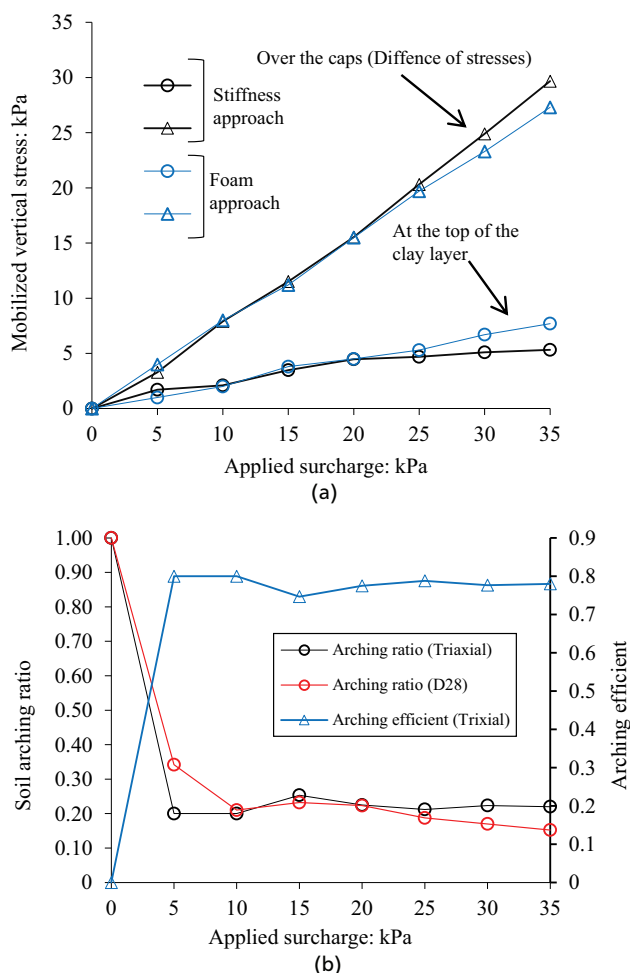 35
30
25
20
15
10
5
0
Mobilized vertical stress: kPa
Stiffness
approach
Foam
approach
Over the caps (Diffence of stresses)
At the top of the
clay layer
0 5 10 15 20 25 30 35
Applied surcharge: kPa
(a)
1.00
0.90
0.80
0.70
0.60
0.50
0.40
0.30
0.20
0.10
0
Soil arching ratio
Arching ratio (Triaxial)
Arching ratio (D28)
Arching efficient (Trixial)
0.9
0.8
0.7
0.6
0.5
0.4
0.3
0.2
0.1
0
Arching efficient
0 5 10 15 20 25 30 35
Applied surcharge: kPa
(b)